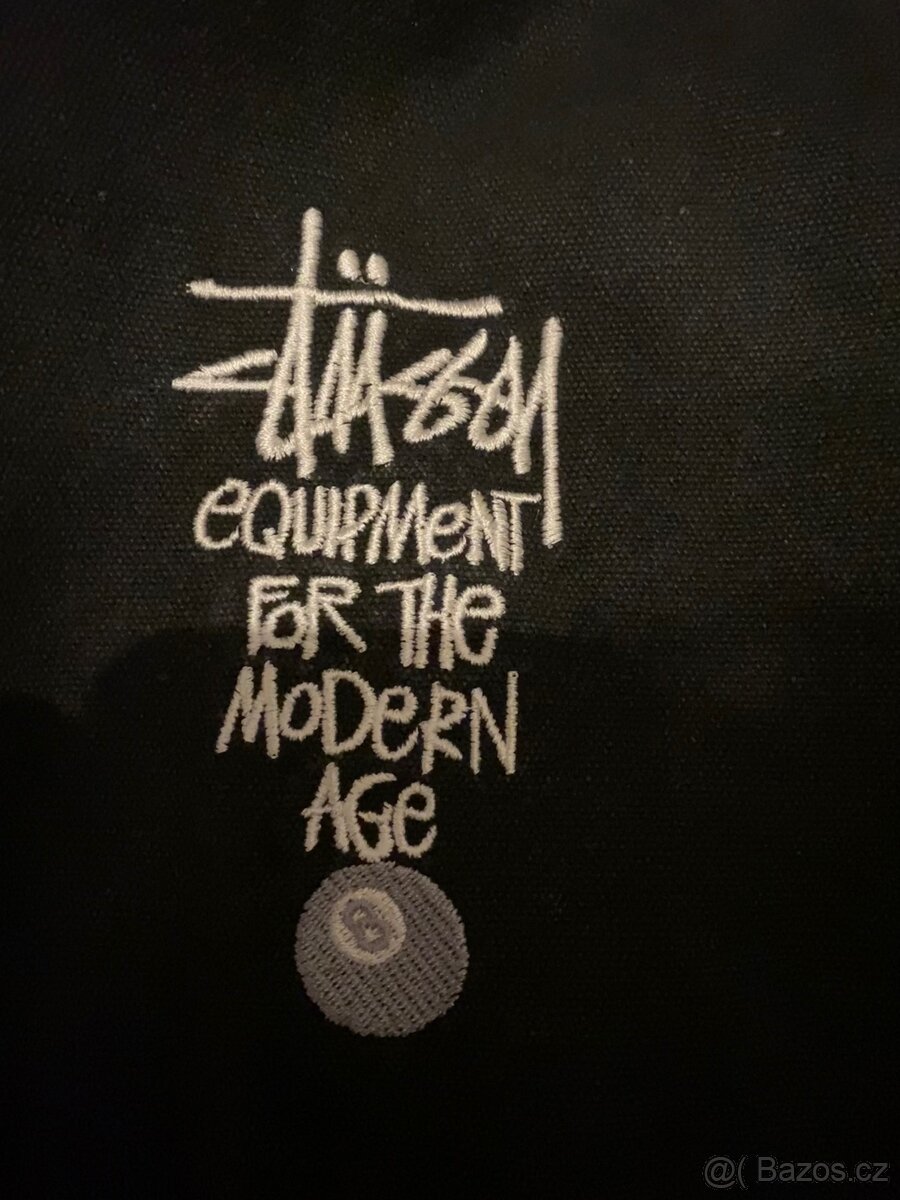 Stüssy
EQUIPMeNT
FOR THe
MODeRN
AGe
8
@( Bazos.cz